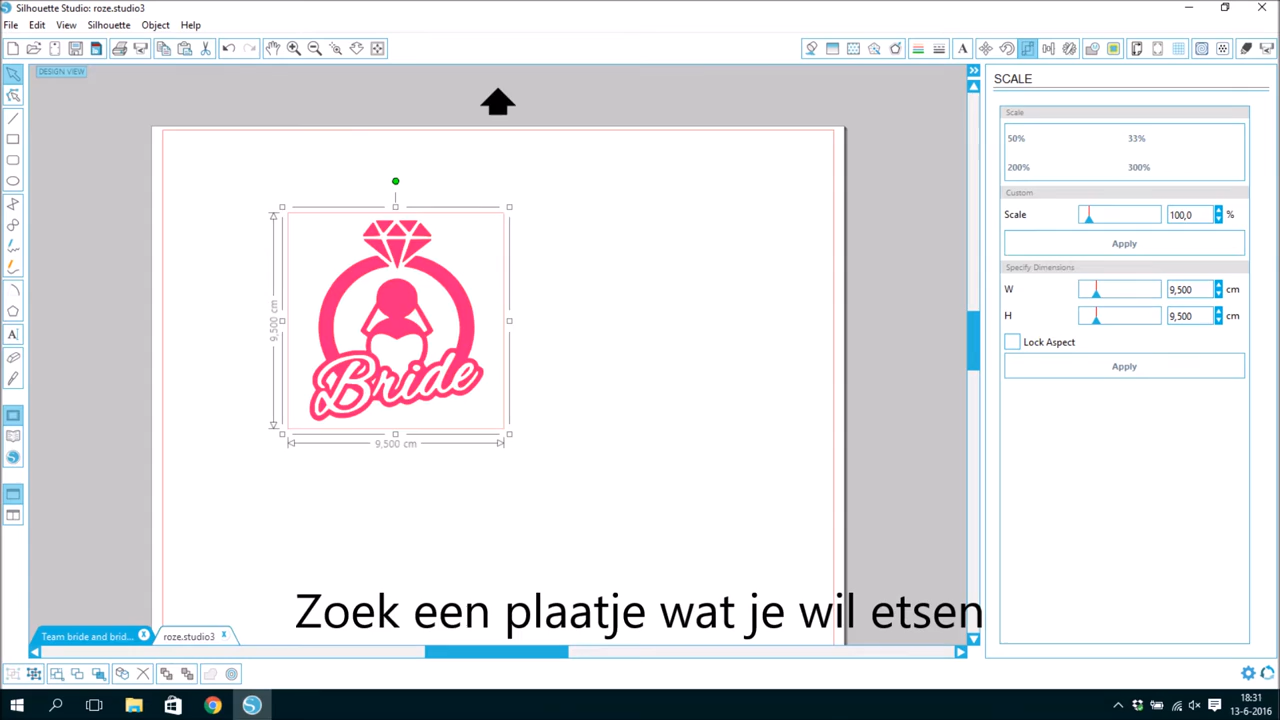 Silhouette Studio: roze.studio3
File Edit View Silhouette Object Help
DESIGN VIEW
SCALE
Scale
50% 33%
200% 300%
Custom
Scale 100,0 %
Apply
Specify Dimensions
W 9,500 cm
H 9,500 cm
Lock Aspect
Apply
9,500 cm
Bride
9,500 cm
Zoek een plaatje wat je wil etsen
Team bride and brid... roze.studio3
18:31
13-6-2016